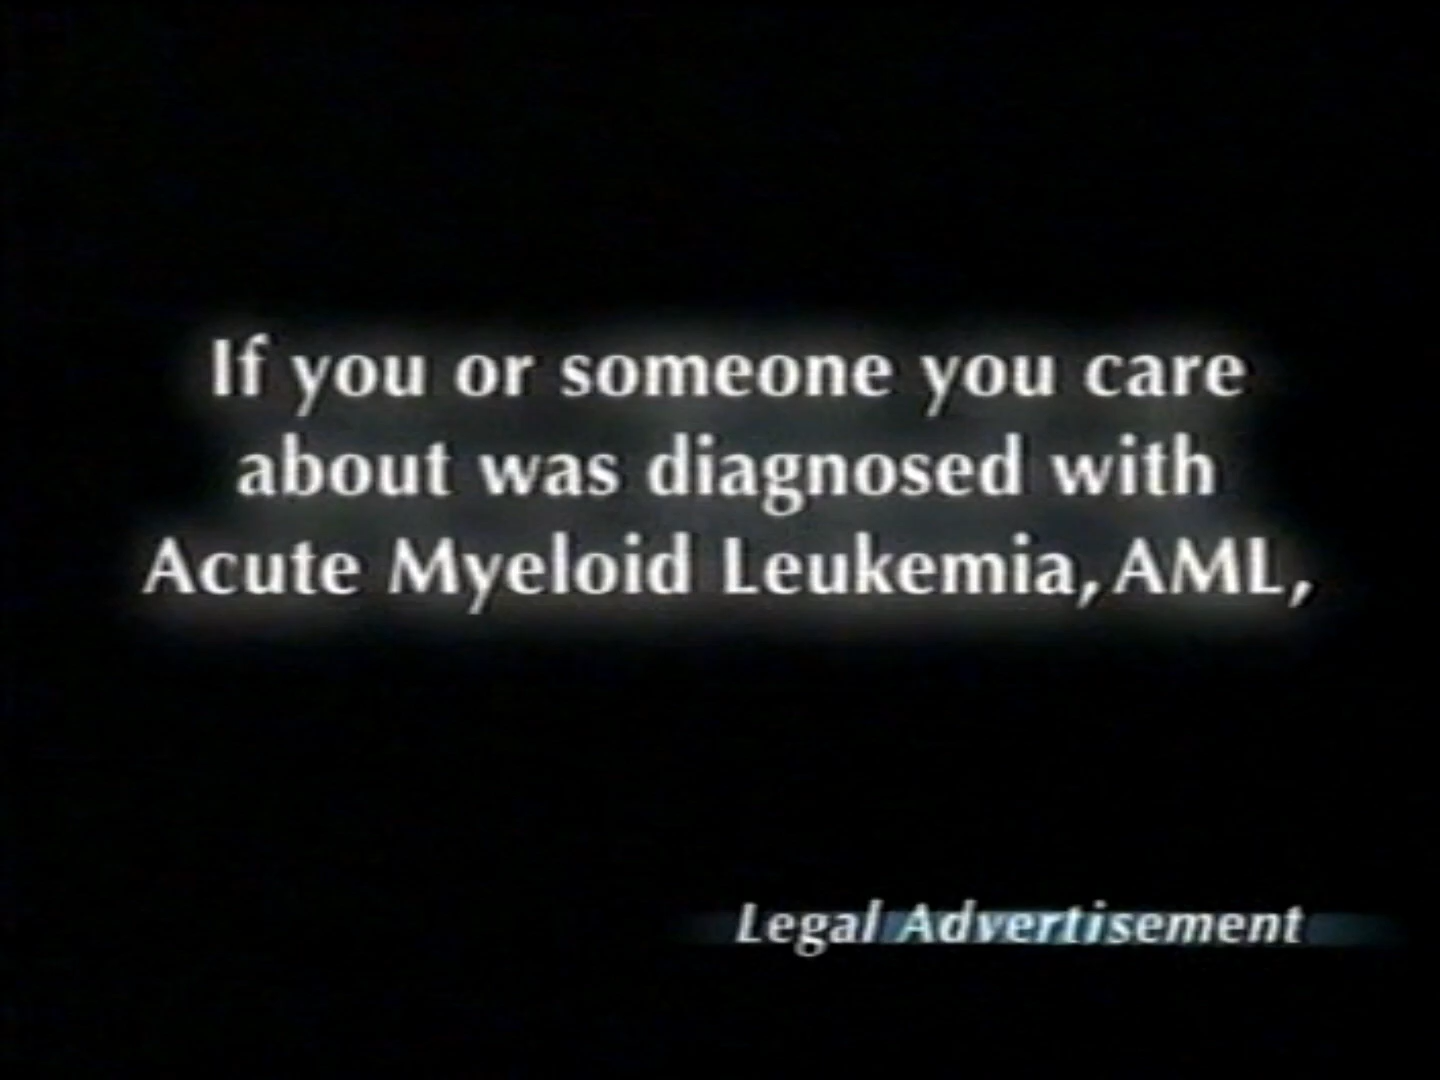 If you or someone you care
about was diagnosed with
Acute Myeloid Leukemia, AML,
Legal Advertisement